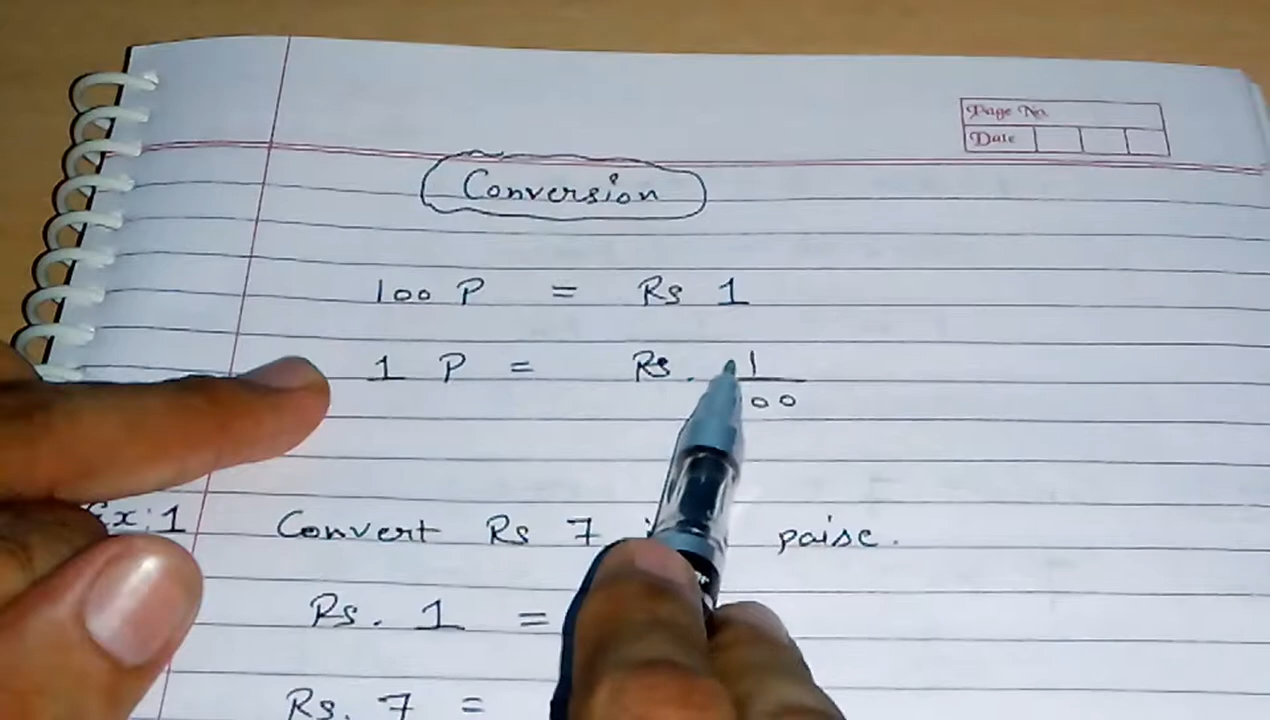 Page No.
Date
Conversion
100 P = Rs 1
1 P = Rs. 1/100
Ex:1 Convert Rs 7 paise.
Rs. 1 =
Rs. 7 =